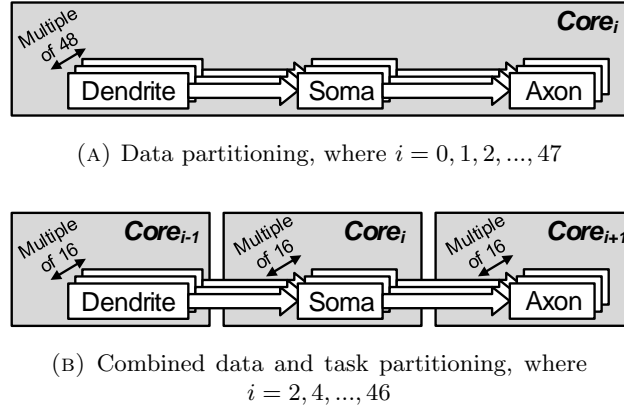 Multiple of 48
Core_i
Dendrite
Soma
Axon
(A) Data partitioning, where i = 0, 1, 2, ..., 47
Multiple of 16
Core_i-1
Multiple of 16
Core_i
Multiple of 16
Core_i+1
Dendrite
Soma
Axon
(B) Combined data and task partitioning, where
i = 2, 4, ..., 46